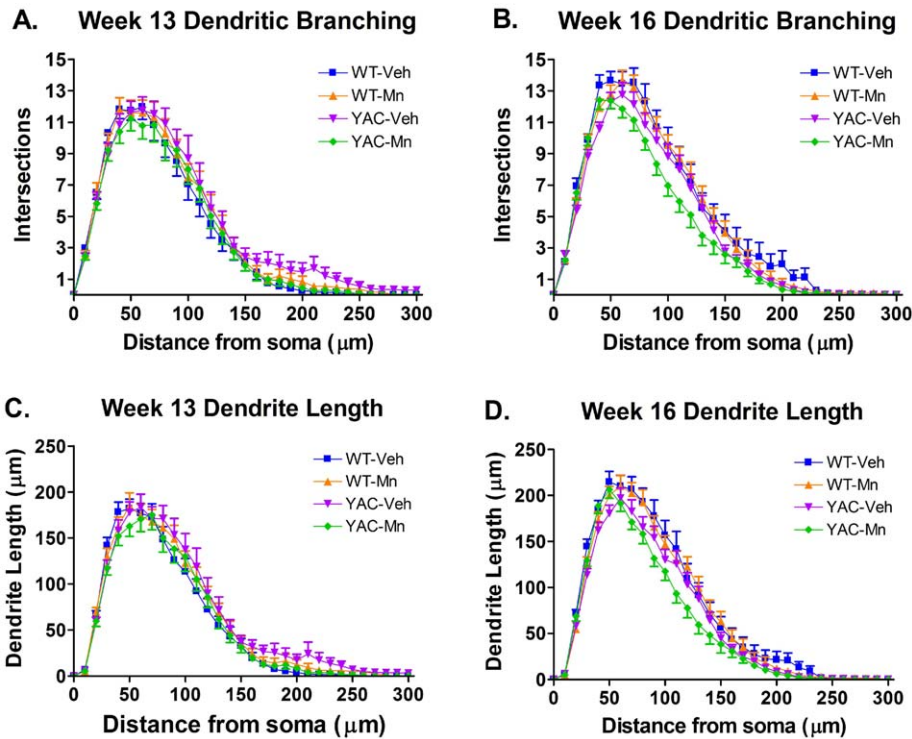 A. Week 13 Dendritic Branching
Intersections
15
13
11
9
7
5
3
1
0 50 100 150 200 250 300
Distance from soma (μm)
WT-Veh
WT-Mn
YAC-Veh
YAC-Mn
B. Week 16 Dendritic Branching
Intersections
15
13
11
9
7
5
3
1
0 50 100 150 200 250 300
Distance from soma (μm)
WT-Veh
WT-Mn
YAC-Veh
YAC-Mn
C. Week 13 Dendrite Length
Dendrite Length (μm)
250
200
150
100
50
0
0 50 100 150 200 250 300
Distance from soma (μm)
WT-Veh
WT-Mn
YAC-Veh
YAC-Mn
D. Week 16 Dendrite Length
Dendrite Length (μm)
250
200
150
100
50
0
0 50 100 150 200 250 300
Distance from soma (μm)
WT-Veh
WT-Mn
YAC-Veh
YAC-Mn